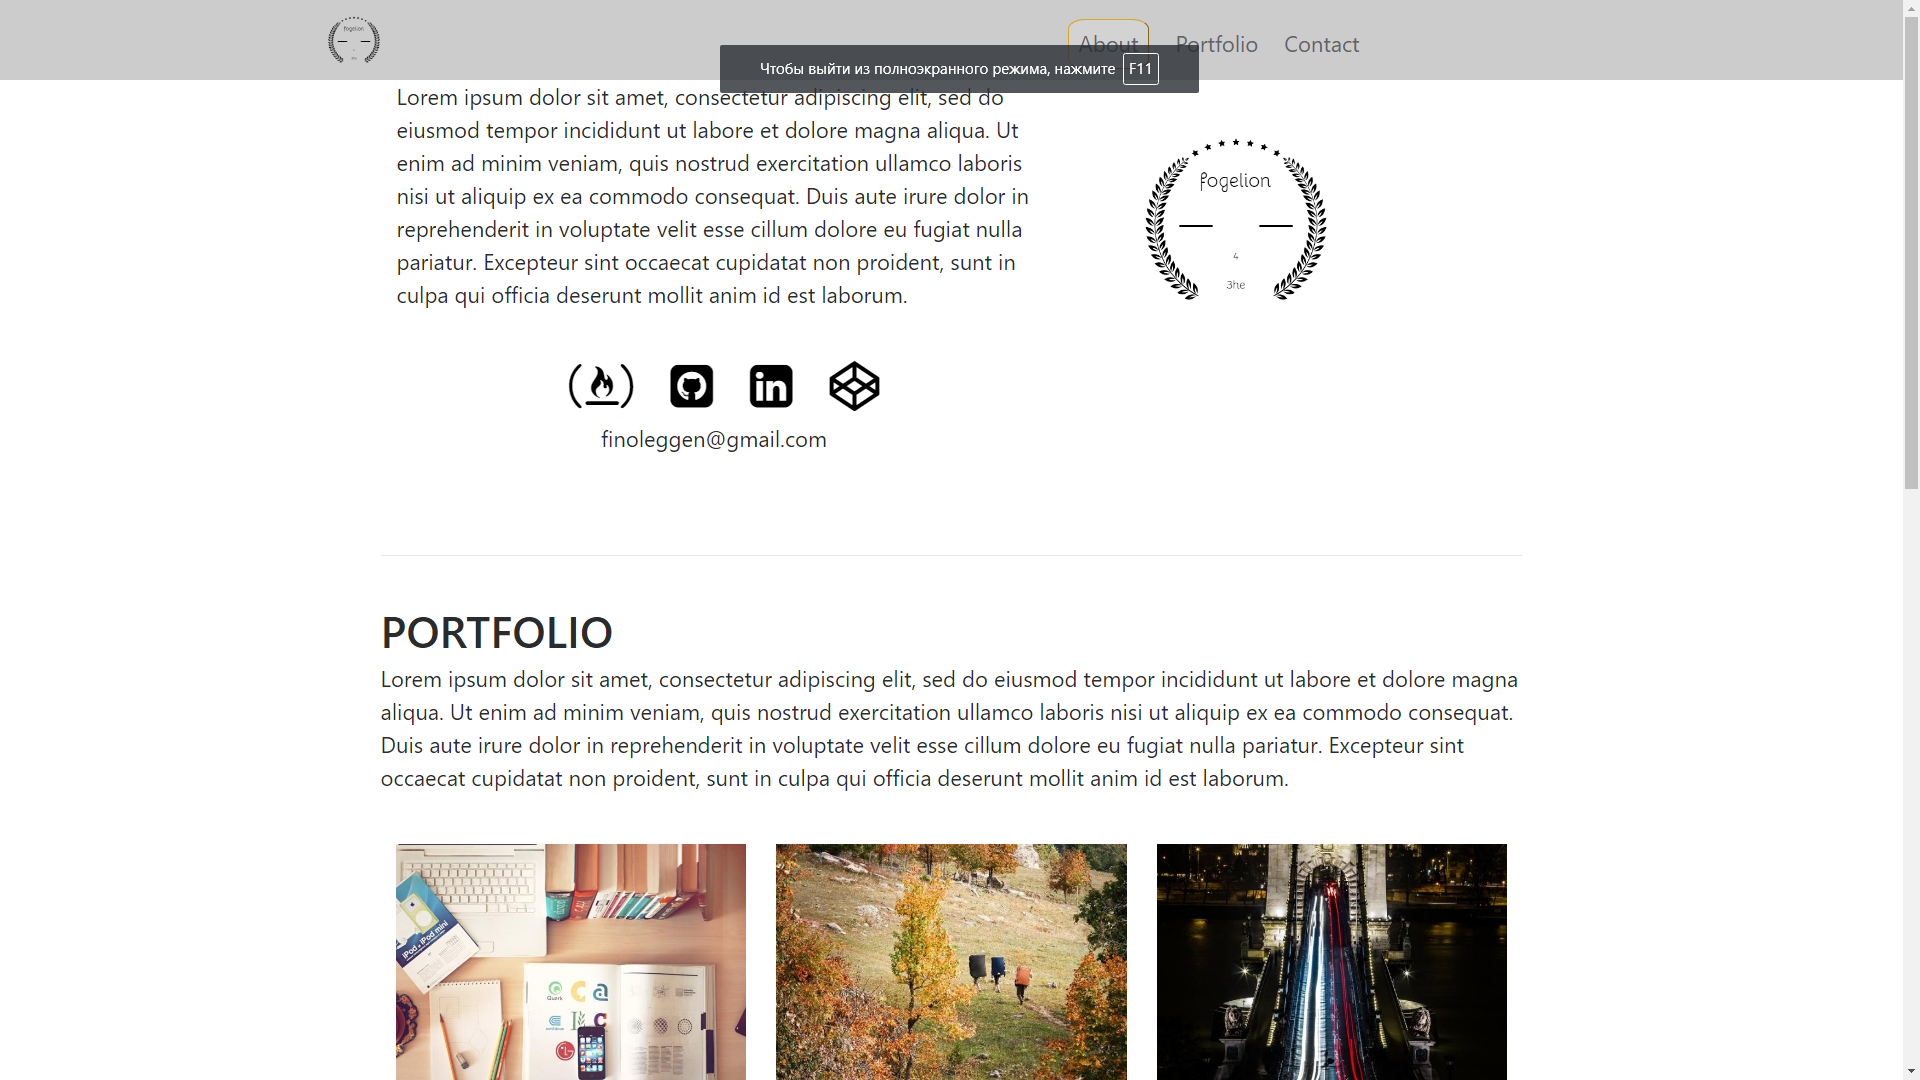 fogelion
About
Portfolio
Contact
Чтобы выйти из полноэкранного режима, нажмите F11
Lorem ipsum dolor sit amet, consectetur adipiscing elit, sed do
eiusmod tempor incididunt ut labore et dolore magna aliqua. Ut
enim ad minim veniam, quis nostrud exercitation ullamco laboris
nisi ut aliquip ex ea commodo consequat. Duis aute irure dolor in
reprehenderit in voluptate velit esse cillum dolore eu fugiat nulla
pariatur. Excepteur sint occaecat cupidatat non proident, sunt in
culpa qui officia deserunt mollit anim id est laborum.
fogelion
4
3he
in
finoleggen@gmail.com
PORTFOLIO
Lorem ipsum dolor sit amet, consectetur adipiscing elit, sed do eiusmod tempor incididunt ut labore et dolore magna
aliqua. Ut enim ad minim veniam, quis nostrud exercitation ullamco laboris nisi ut aliquip ex ea commodo consequat.
Duis aute irure dolor in reprehenderit in voluptate velit esse cillum dolore eu fugiat nulla pariatur. Excepteur sint
occaecat cupidatat non proident, sunt in culpa qui officia deserunt mollit anim id est laborum.
iPod + iPod mini
Quark